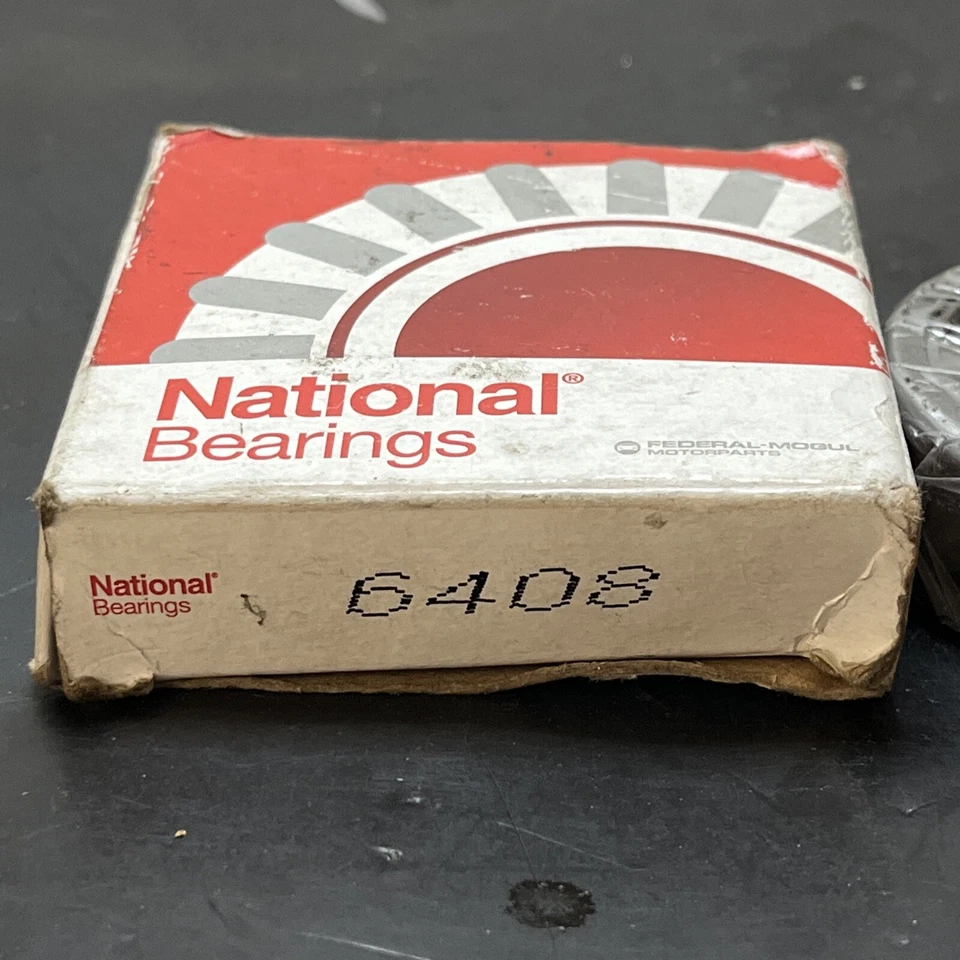 National®
Bearings
FEDERAL-MOGUL
MOTORPARTS
National®
Bearings
6408